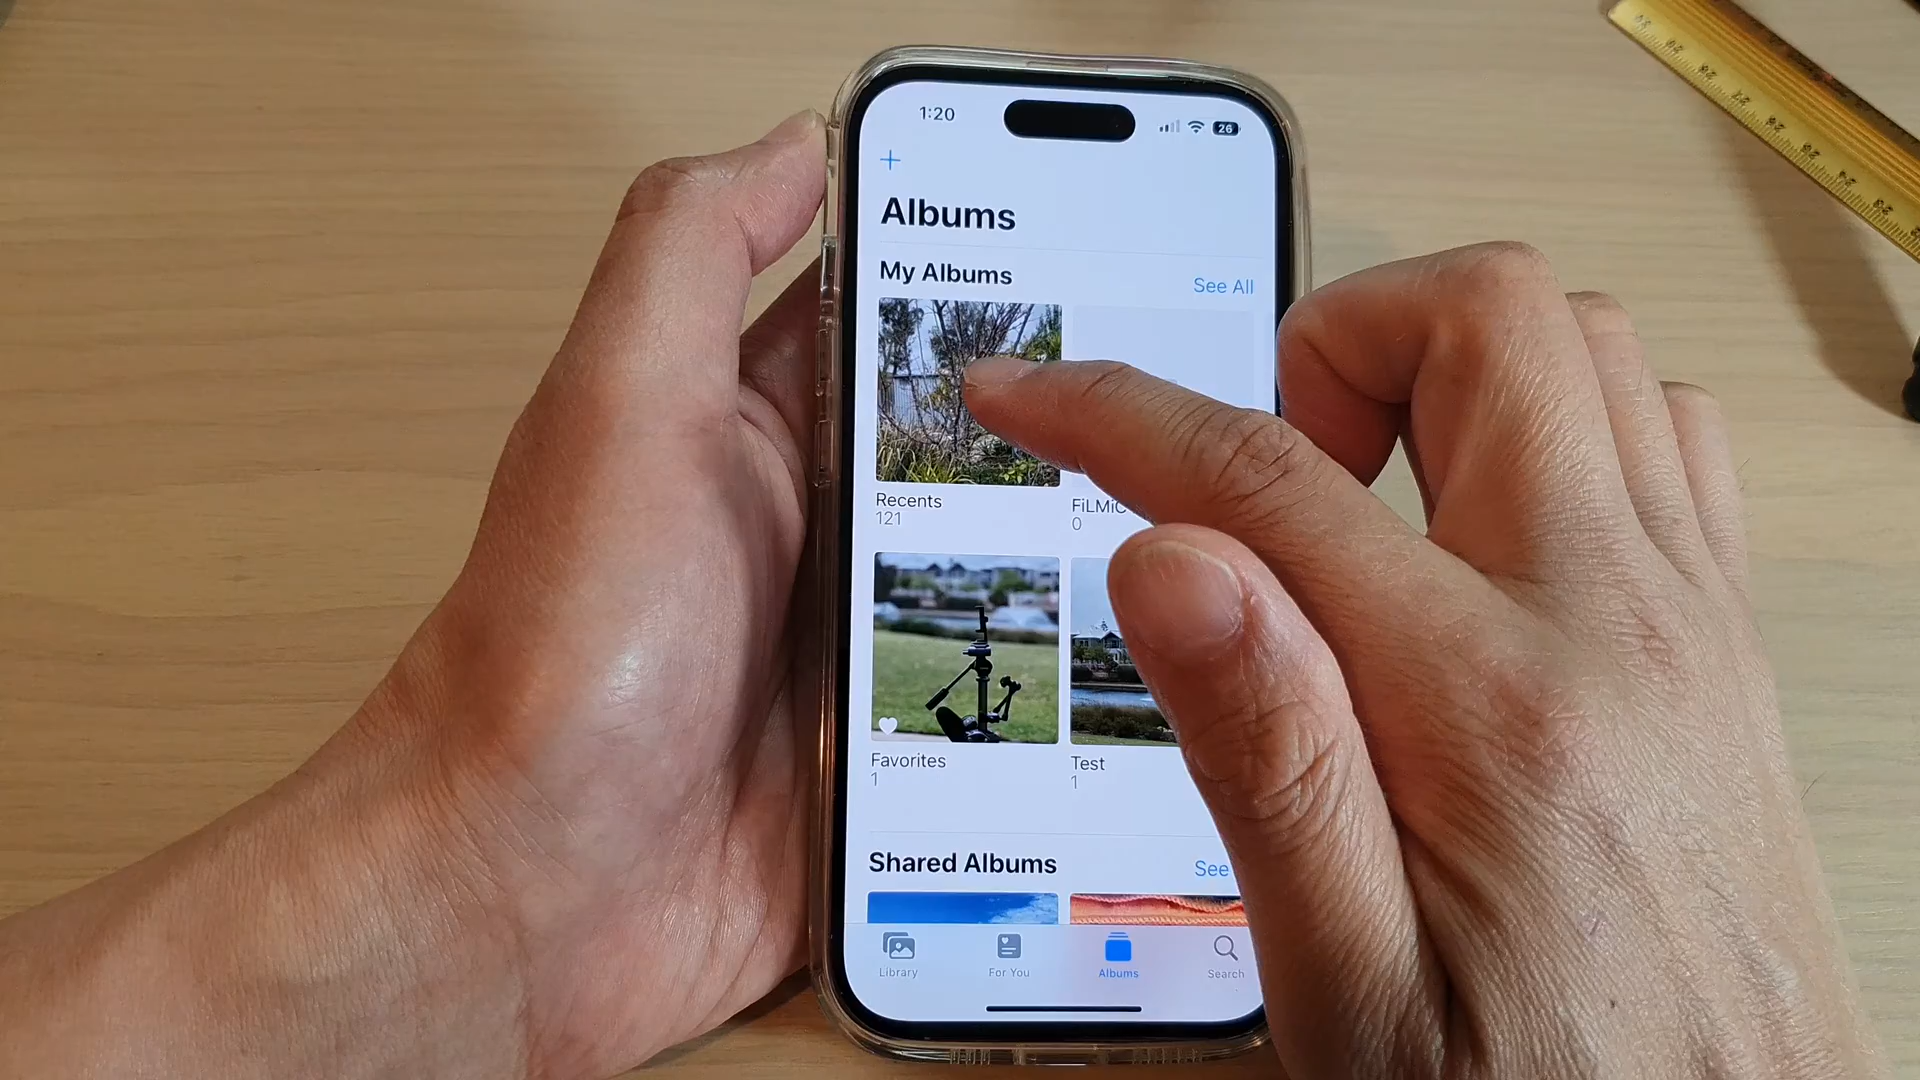 1:20
26
+
Albums
My Albums
See All
Recents
121
FiLMiC
0
Favorites
1
Test
1
Shared Albums
See
Library
For You
Albums
Search